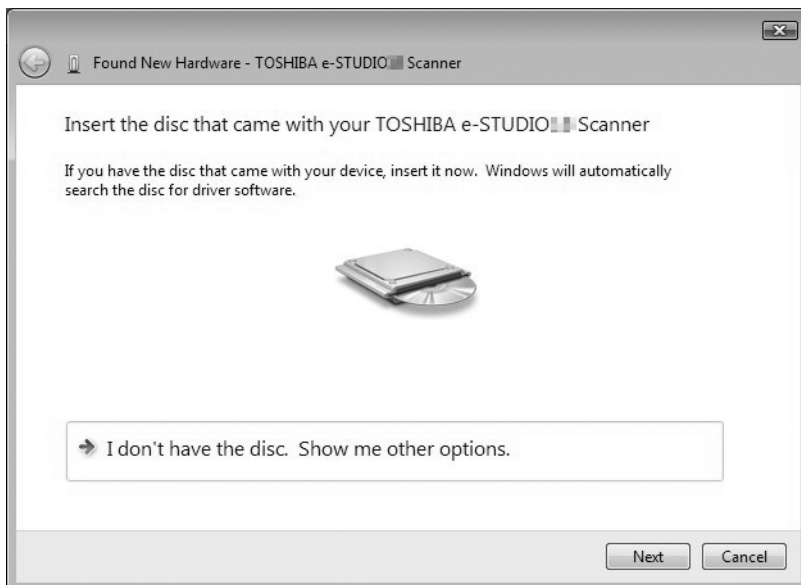 Found New Hardware - TOSHIBA e-STUDIO Scanner
Insert the disc that came with your TOSHIBA e-STUDIO Scanner
If you have the disc that came with your device, insert it now.  Windows will automatically
search the disc for driver software.
I don't have the disc.  Show me other options.
Next
Cancel